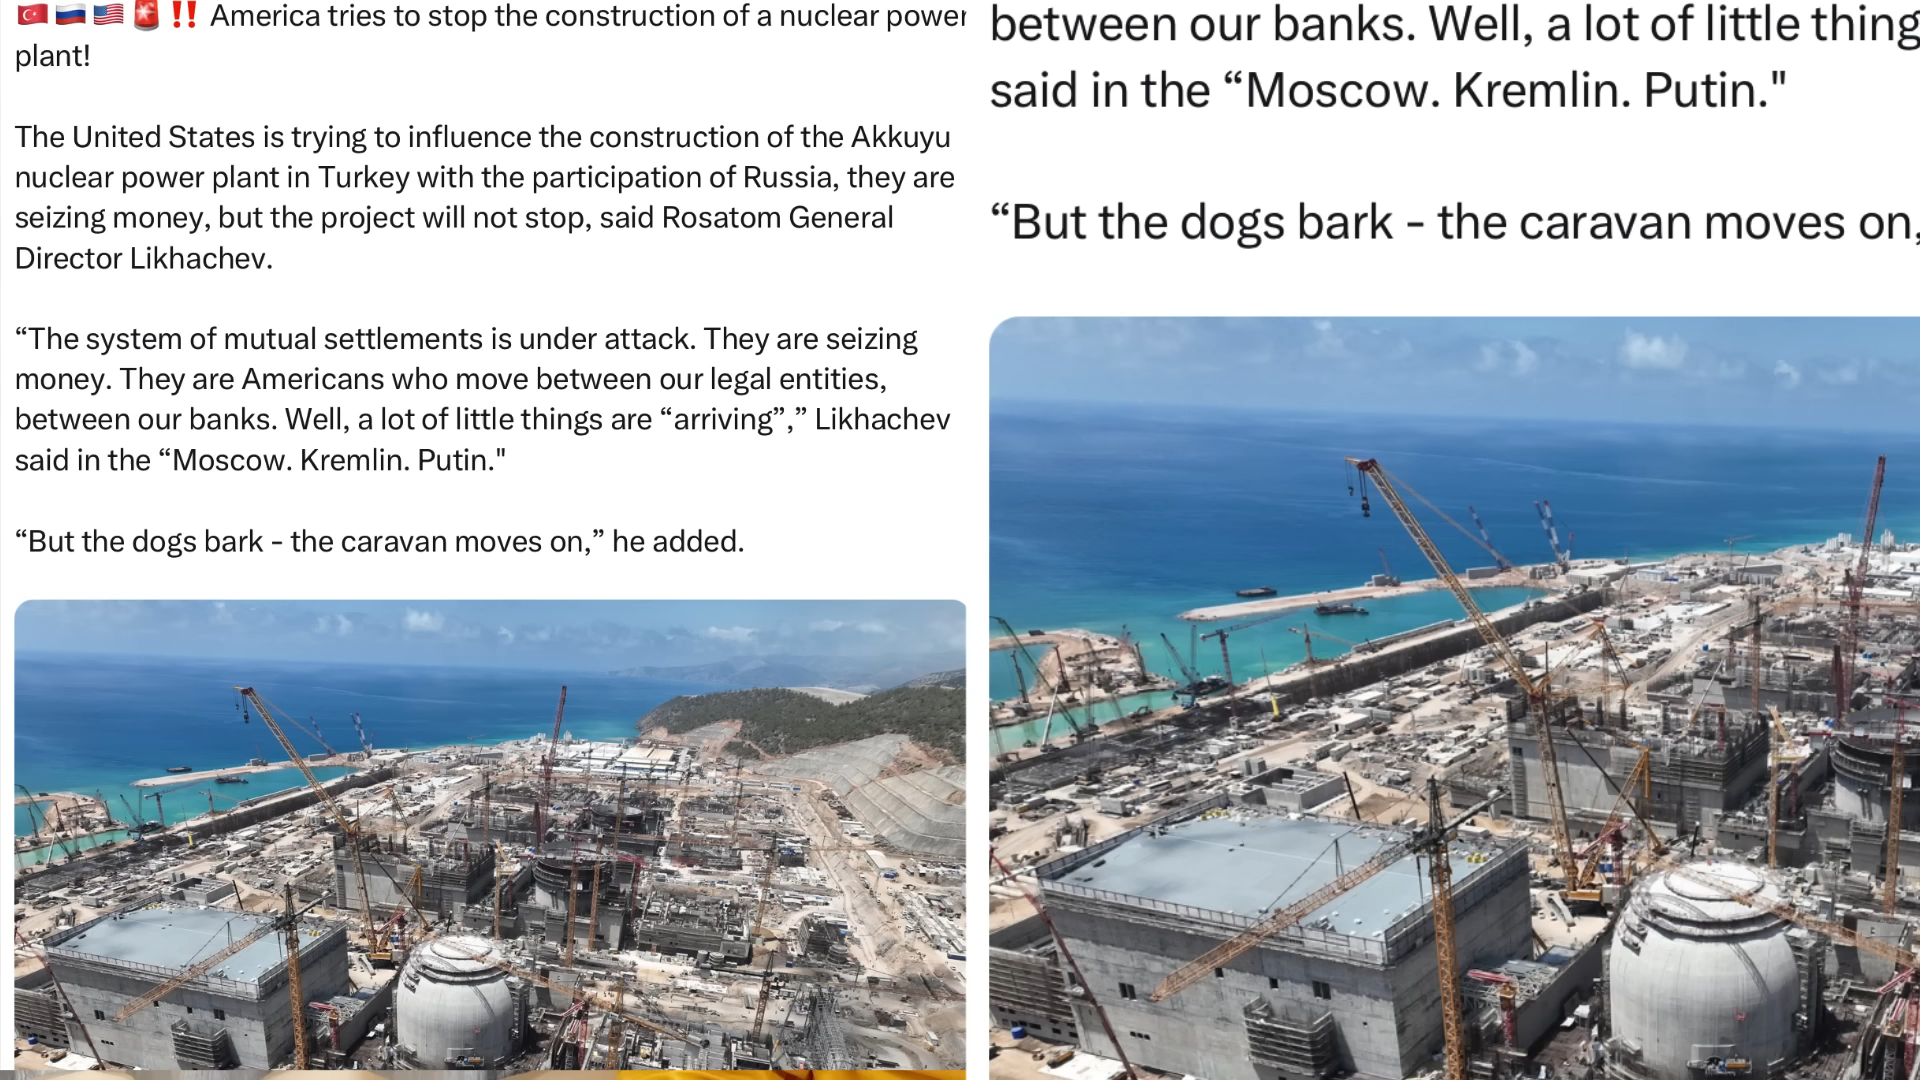 🇹🇷 🇷🇺 🇺🇸 🚨 ‼️ America tries to stop the construction of a nuclear power
plant!
The United States is trying to influence the construction of the Akkuyu
nuclear power plant in Turkey with the participation of Russia, they are
seizing money, but the project will not stop, said Rosatom General
Director Likhachev.
“The system of mutual settlements is under attack. They are seizing
money. They are Americans who move between our legal entities,
between our banks. Well, a lot of little things are “arriving”,” Likhachev
said in the “Moscow. Kremlin. Putin."
“But the dogs bark - the caravan moves on,” he added.
between our banks. Well, a lot of little thing
said in the “Moscow. Kremlin. Putin."
“But the dogs bark - the caravan moves on,